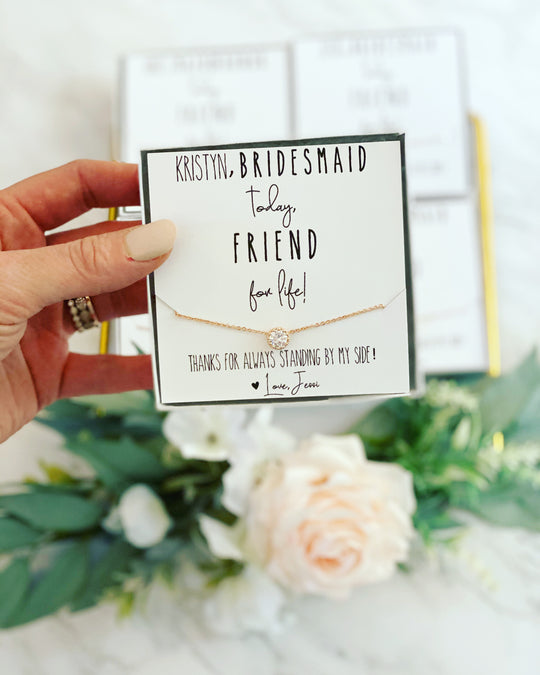 KRISTYN, BRIDESMAID
today,
FRIEND
for life!
THANKS FOR ALWAYS STANDING BY MY SIDE!
♥ Love, Jessi